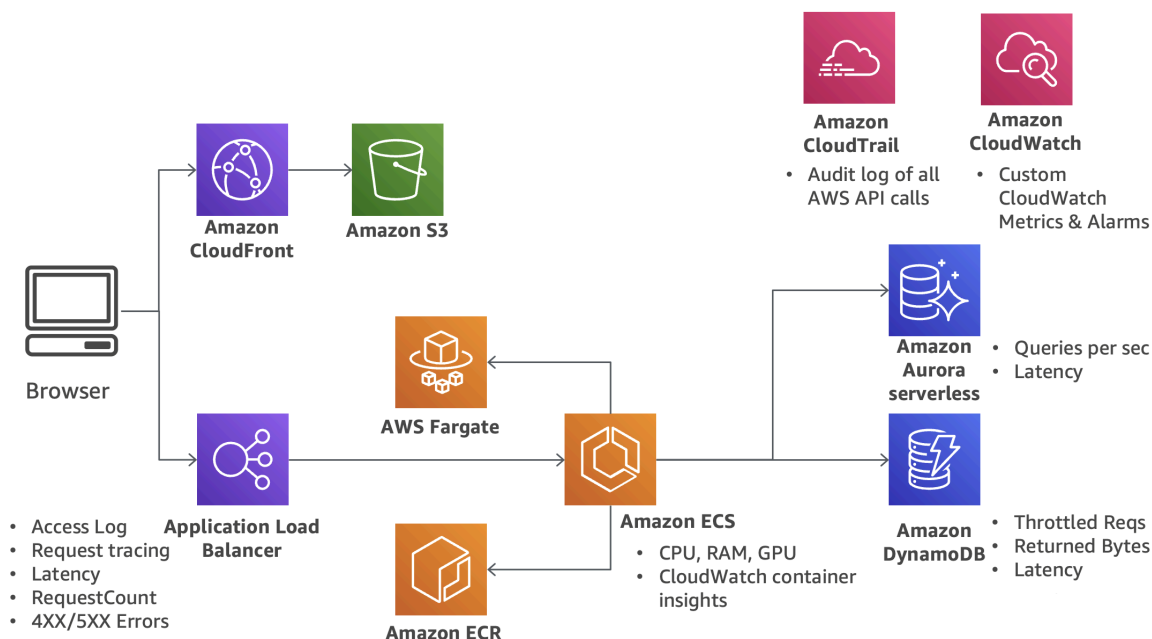 Amazon
CloudTrail
• Audit log of all
AWS API calls
Amazon
CloudWatch
• Custom
CloudWatch
Metrics & Alarms
Amazon
CloudFront
Amazon S3
Browser
AWS Fargate
Amazon
Aurora
serverless
• Queries per sec
• Latency
Application Load
Balancer
• Access Log
• Request tracing
• Latency
• RequestCount
• 4XX/5XX Errors
Amazon ECS
• CPU, RAM, GPU
• CloudWatch container
insights
Amazon
DynamoDB
• Throttled Reqs
• Returned Bytes
• Latency
Amazon ECR